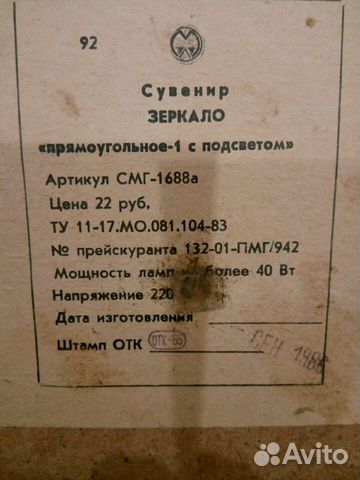 92
Сувенир
ЗЕРКАЛО
«прямоугольное-1 с подсветом»
Артикул СМГ-1688а
Цена 22 руб,
ТУ 11-17.МО.081.104-83
№ прейскуранта 132-01-ПМГ/942
Мощность ламп не более 40 Вт
Напряжение 220
Дата изготовления
СЕН 1986
Штамп ОТК ОТК-65
Avito